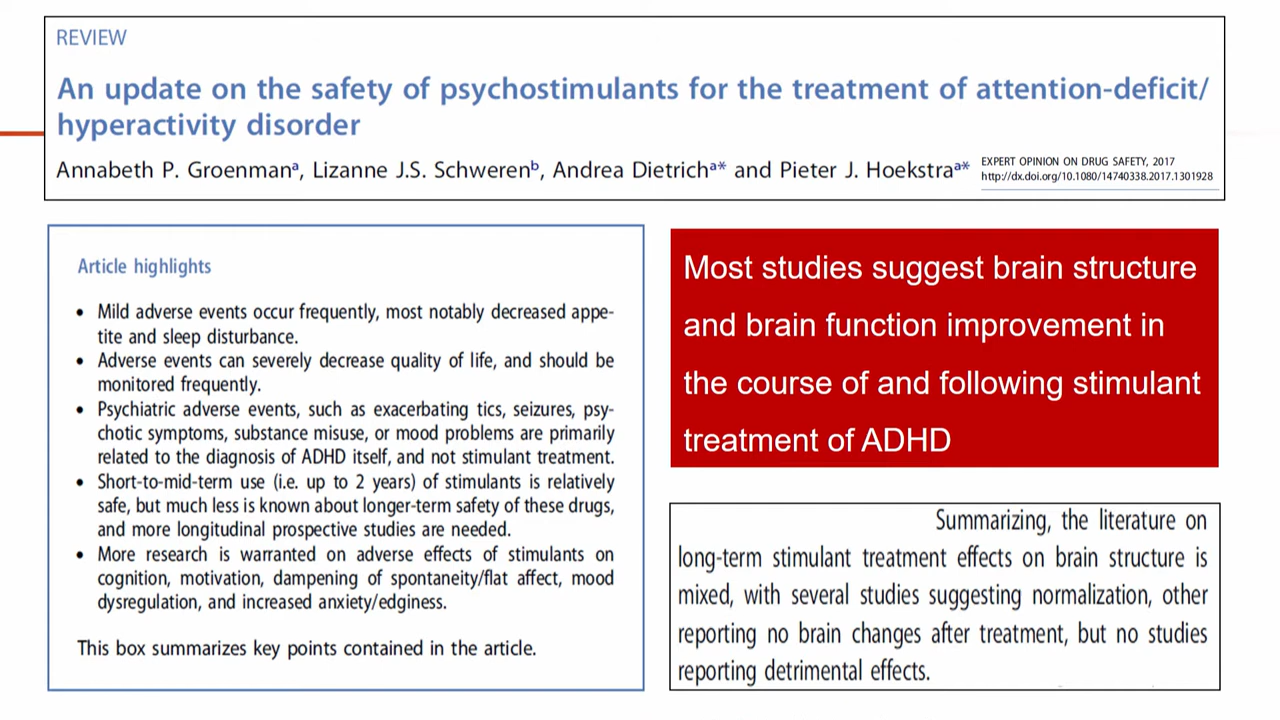 REVIEW
An update on the safety of psychostimulants for the treatment of attention-deficit/
hyperactivity disorder
Annabeth P. Groenmanᵃ, Lizanne J.S. Schwerenᵇ, Andrea Dietrichᵃ* and Pieter J. Hoekstraᵃ*
EXPERT OPINION ON DRUG SAFETY, 2017
http://dx.doi.org/10.1080/14740338.2017.1301928
Article highlights
• Mild adverse events occur frequently, most notably decreased appe-
tite and sleep disturbance.
• Adverse events can severely decrease quality of life, and should be
monitored frequently.
• Psychiatric adverse events, such as exacerbating tics, seizures, psy-
chotic symptoms, substance misuse, or mood problems are primarily
related to the diagnosis of ADHD itself, and not stimulant treatment.
• Short-to-mid-term use (i.e. up to 2 years) of stimulants is relatively
safe, but much less is known about longer-term safety of these drugs,
and more longitudinal prospective studies are needed.
• More research is warranted on adverse effects of stimulants on
cognition, motivation, dampening of spontaneity/flat affect, mood
dysregulation, and increased anxiety/edginess.
This box summarizes key points contained in the article.
Most studies suggest brain structure
and brain function improvement in
the course of and following stimulant
treatment of ADHD
Summarizing, the literature on
long-term stimulant treatment effects on brain structure is
mixed, with several studies suggesting normalization, other
reporting no brain changes after treatment, but no studies
reporting detrimental effects.